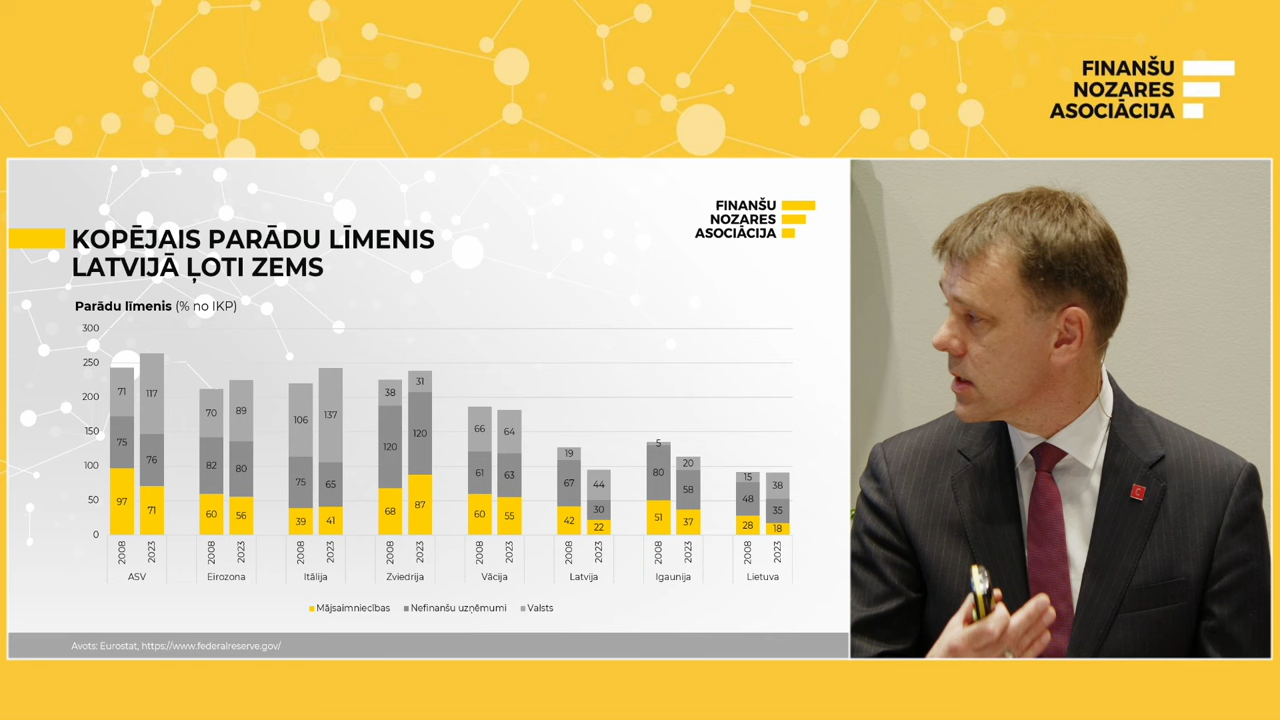 FINANŠU
NOZARES
ASOCIĀCIJA
FINANŠU
NOZARES
ASOCIĀCIJA
KOPĒJAIS PARĀDU LĪMENIS
LATVIJĀ ĻOTI ZEMS
Parādu līmenis (% no IKP)
300
250
200
150
100
50
0
71 117 70 89 106 137 38 31 66 64 19 44 5 20 15 38
75 76 82 80 75 65 120 120 61 63 67 30 80 58 48 35
97 71 60 56 39 41 68 87 60 55 42 22 51 37 28 18
2008 2023 2008 2023 2008 2023 2008 2023 2008 2023 2008 2023 2008 2023 2008 2023
ASV Eirozona Itālija Zviedrija Vācija Latvija Igaunija Lietuva
Mājsaimniecības Nefinanšu uzņēmumi Valsts
Avots: Eurostat, https://www.federalreserve.gov/